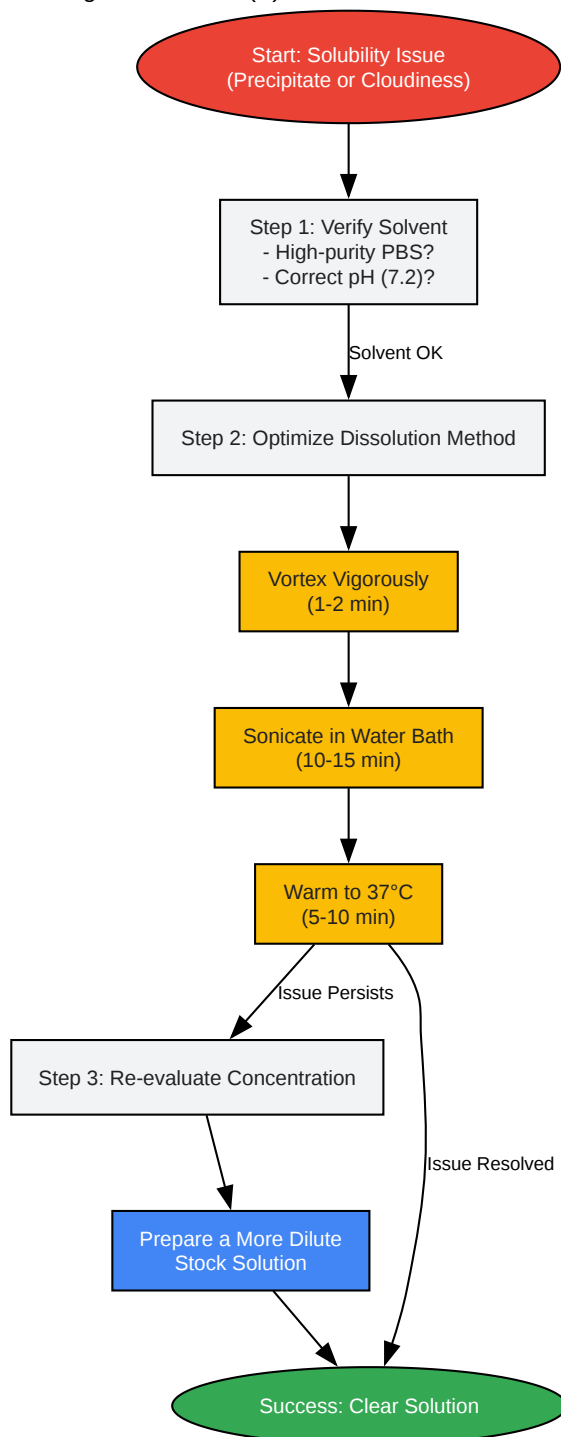 Start: Solubility Issue
(Precipitate or Cloudiness)
Step 1: Verify Solvent
- High-purity PBS?
- Correct pH (7.2)?
Solvent OK
Step 2: Optimize Dissolution Method
Vortex Vigorously
(1-2 min)
Sonicate in Water Bath
(10-15 min)
Warm to 37°C
(5-10 min)
Issue Persists
Step 3: Re-evaluate Concentration
Issue Resolved
Prepare a More Dilute
Stock Solution
Success: Clear Solution